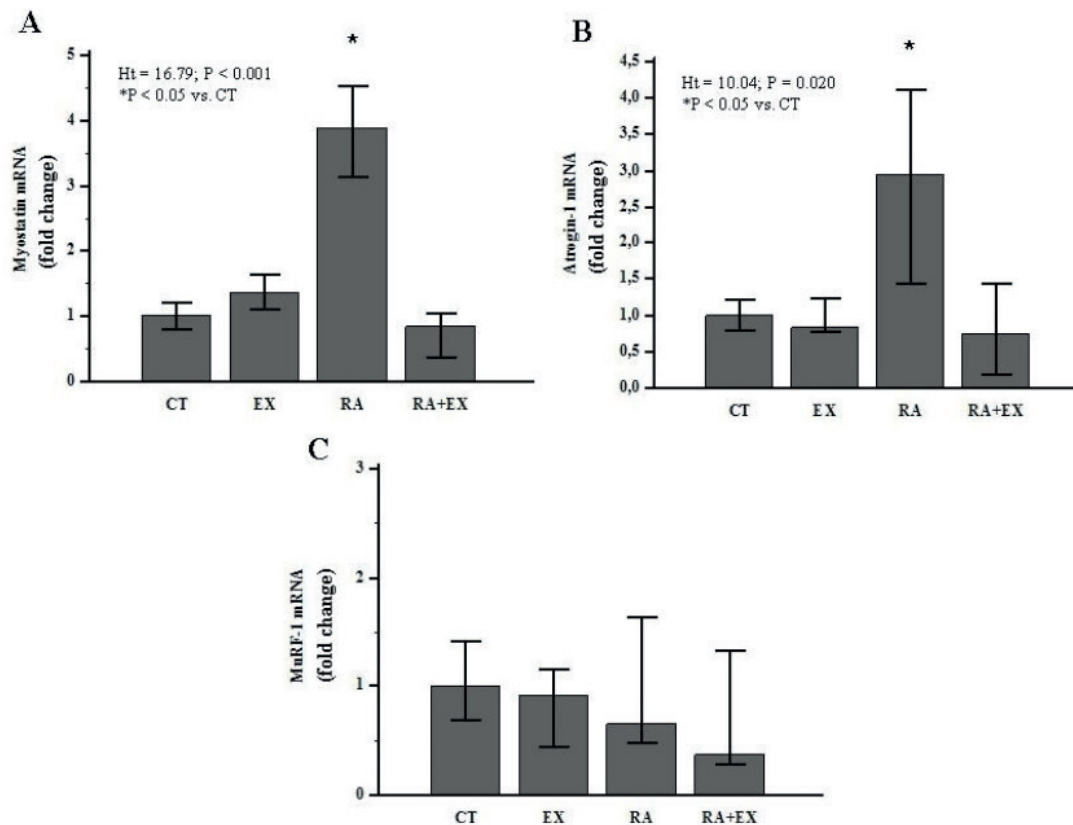 A
Ht = 16.79; P < 0.001
*P < 0.05 vs. CT
*
Myostatin mRNA
(fold change)
5
4
3
2
1
0
CT EX RA RA+EX
B
Ht = 10.04; P = 0.020
*P < 0.05 vs. CT
*
Atrogin-1 mRNA
(fold change)
4,5
4,0
3,5
3,0
2,5
2,0
1,5
1,0
0,5
0,0
CT EX RA RA+EX
C
MuRF-1 mRNA
(fold change)
3
2
1
0
CT EX RA RA+EX